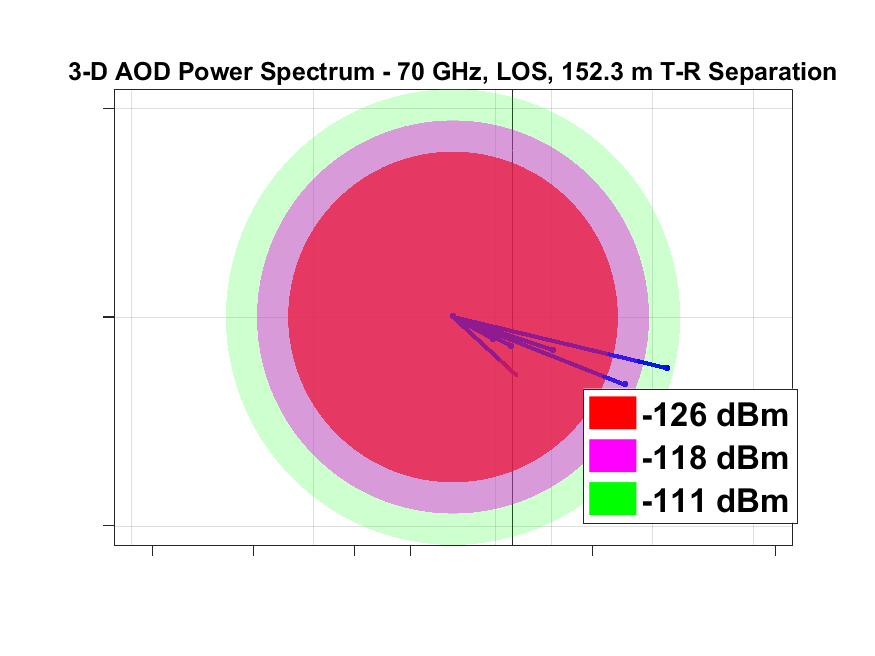 3-D AOD Power Spectrum - 70 GHz, LOS, 152.3 m T-R Separation
-126 dBm
-118 dBm
-111 dBm